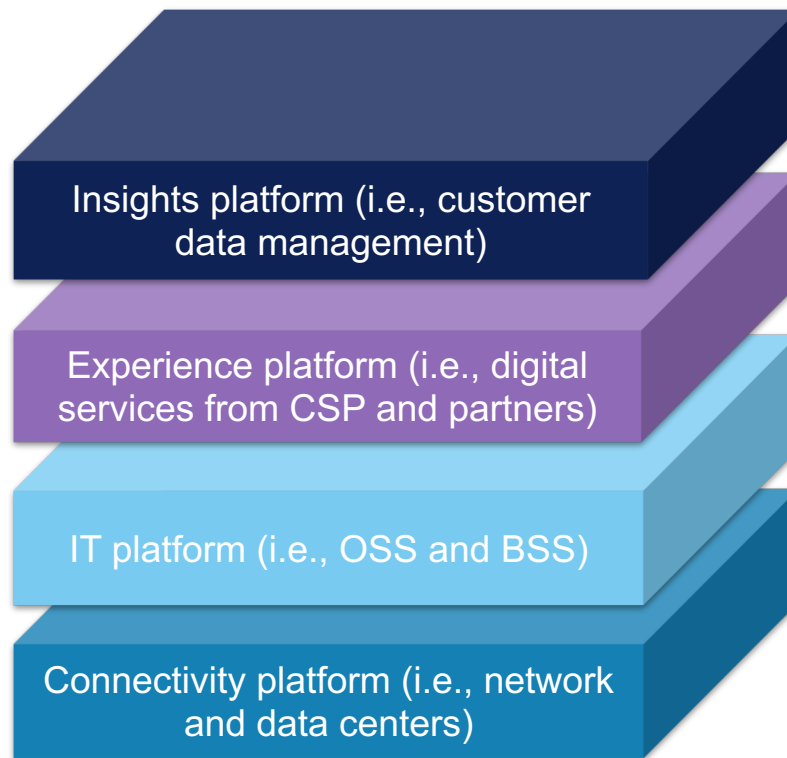 Insights platform (i.e., customer
data management)
Experience platform (i.e., digital
services from CSP and partners)
IT platform (i.e., OSS and BSS)
Connectivity platform (i.e., network
and data centers)